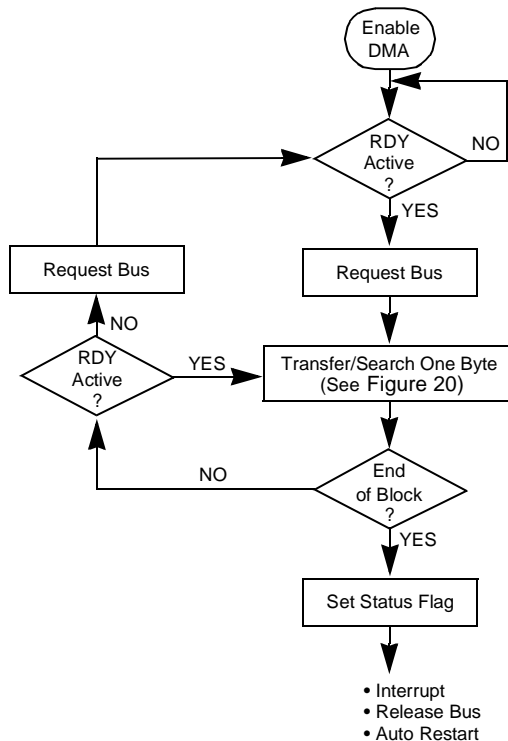 Enable
DMA
RDY
Active
?
NO
YES
Request Bus
Request Bus
NO
RDY
Active
?
YES
Transfer/Search One Byte
(See Figure 20)
NO
End
of Block
?
YES
Set Status Flag
• Interrupt
• Release Bus
• Auto Restart